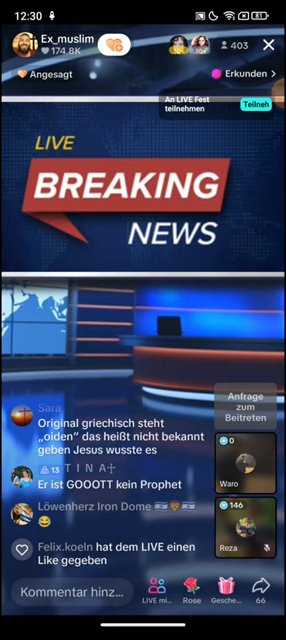 12:30
81
Ex_muslim
174.8K
403
Angesagt
Erkunden >
An LIVE Fest
teilnehmen
Teilneh
LIVE
BREAKING
NEWS
Sara
Original griechisch steht
„oiden“ das heißt nicht bekannt
geben Jesus wusste es
13 T I N A☦
Er ist GOOOTT kein Prophet
Löwenherz Iron Dome 🇮🇱🦁🇮🇱
😂
Felix.koeln hat dem LIVE einen
Like gegeben
Anfrage
zum
Beitreten
0
Waro
146
Reza
Kommentar hinz...
LIVE mi...
Rose
Gesche...
66